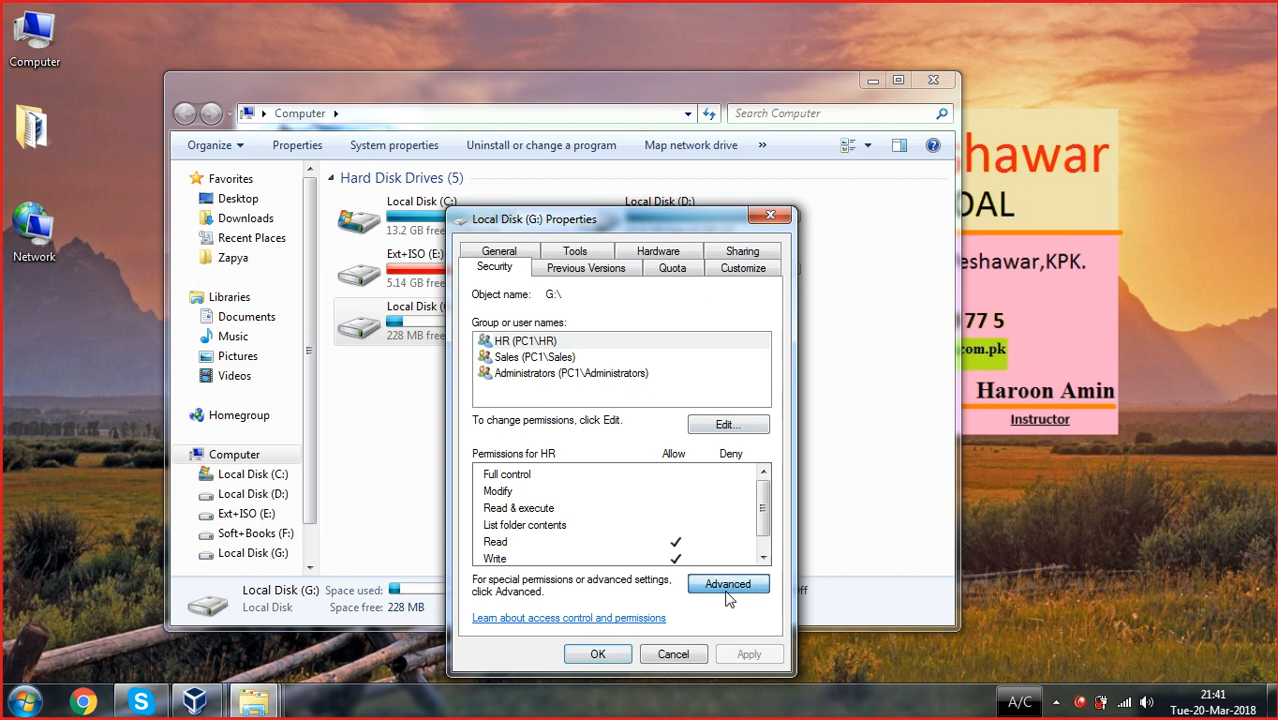 Computer
Network
Computer
Search Computer
Organize
Properties
System properties
Uninstall or change a program
Map network drive
»
Favorites
Desktop
Downloads
Recent Places
Zapya
Libraries
Documents
Music
Pictures
Videos
Homegroup
Computer
Local Disk (C:)
Local Disk (D:)
Ext+ISO (E:)
Soft+Books (F:)
Local Disk (G:)
Hard Disk Drives (5)
Local Disk (C:)
13.2 GB free
Local Disk (D:)
Ext+ISO (E:)
5.14 GB free
Local Disk (
228 MB free
Local Disk (G:) Space used:
Local Disk Space free: 228 MB
Local Disk (G:) Properties
General Tools Hardware Sharing
Security Previous Versions Quota Customize
Object name: G:\
Group or user names:
HR (PC1\HR)
Sales (PC1\Sales)
Administrators (PC1\Administrators)
To change permissions, click Edit.
Edit...
Permissions for HR Allow Deny
Full control
Modify
Read & execute
List folder contents
Read
Write
For special permissions or advanced settings,
click Advanced.
Advanced
Learn about access control and permissions
OK Cancel Apply
hawar
DAL
eshawar,KPK.
77 5
com.pk
Haroon Amin
Instructor
A/C
21:41
Tue-20-Mar-2018